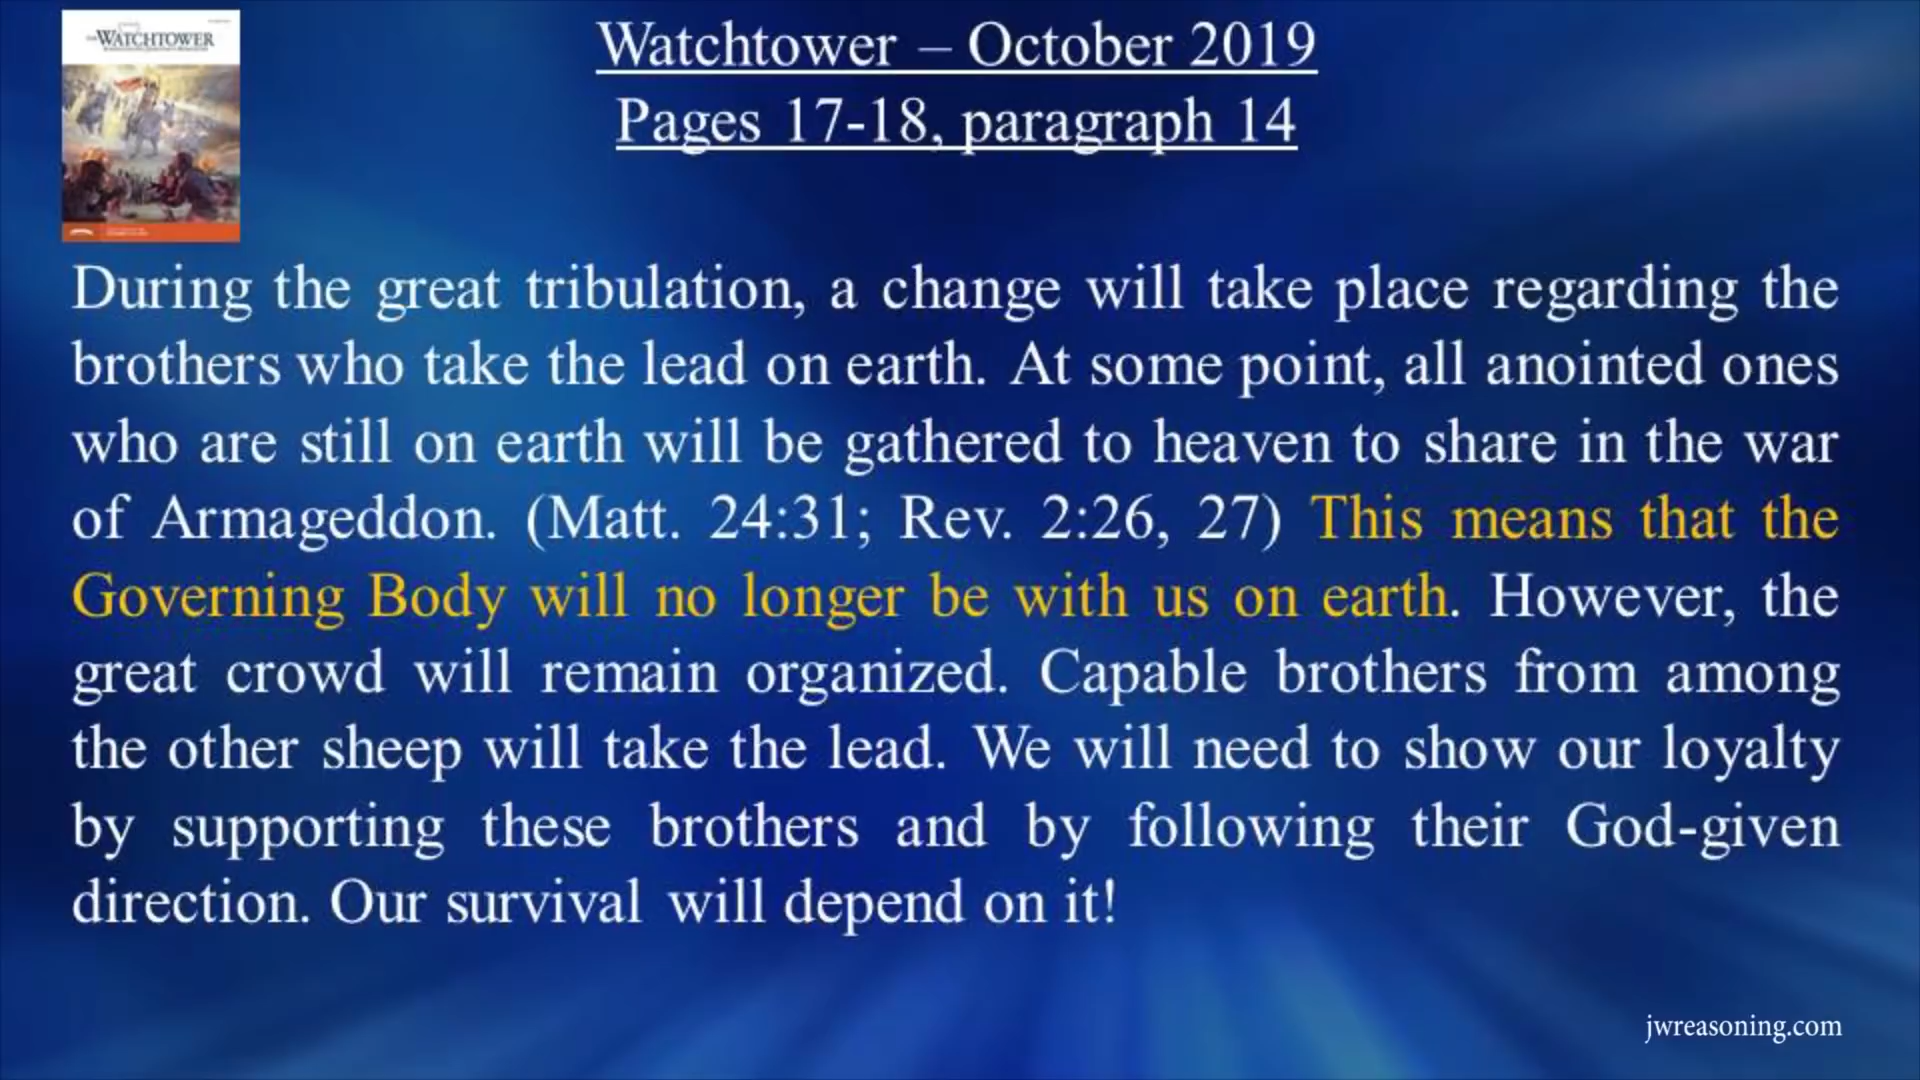 THE WATCHTOWER
Watchtower – October 2019
Pages 17-18, paragraph 14
During the great tribulation, a change will take place regarding the
brothers who take the lead on earth. At some point, all anointed ones
who are still on earth will be gathered to heaven to share in the war
of Armageddon. (Matt. 24:31; Rev. 2:26, 27) This means that the
Governing Body will no longer be with us on earth. However, the
great crowd will remain organized. Capable brothers from among
the other sheep will take the lead. We will need to show our loyalty
by supporting these brothers and by following their God-given
direction. Our survival will depend on it!
jwreasoning.com